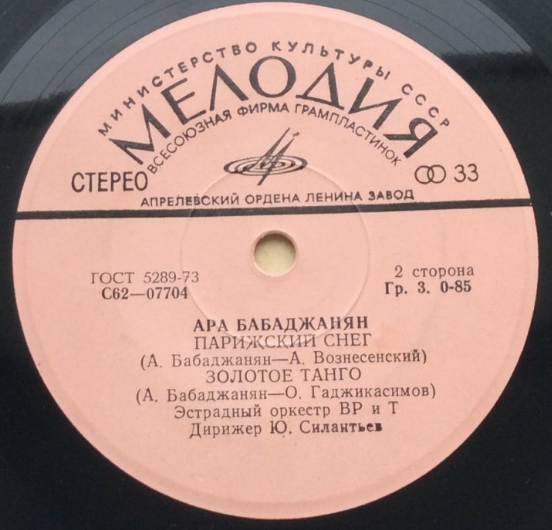 МИНИСТЕРСТВО КУЛЬТУРЫ СССР
МЕЛОДИЯ
ВСЕСОЮЗНАЯ ФИРМА ГРАМПЛАСТИНОК
СТЕРЕО
33
АПРЕЛЕВСКИЙ ОРДЕНА ЛЕНИНА ЗАВОД
ГОСТ 5289-73
2 сторона
С62—07704
Гр. 3. 0-85
АРА БАБАДЖАНЯН
ПАРИЖСКИЙ СНЕГ
(А. Бабаджанян—А. Вознесенский)
ЗОЛОТОЕ ТАНГО
(А. Бабаджанян—О. Гаджикасимов)
Эстрадный оркестр ВР и Т
Дирижер Ю. Силантьев